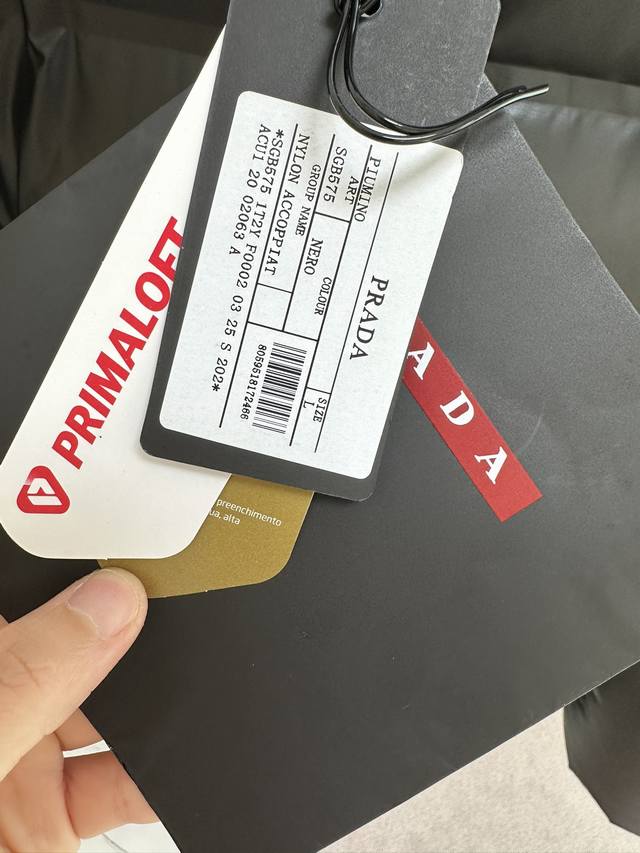 PRADA
PIUMINO
ART
SGB575
COLOUR
NERO
SIZE
L
GROUP NAME
NYLON ACCOPPIAT
*SGB575 1T2Y F0002 03 25 S 202*
ACU1 20 02063 A
8059518172466
PRIMALOFT
preenchimento
ua, alta
ADA